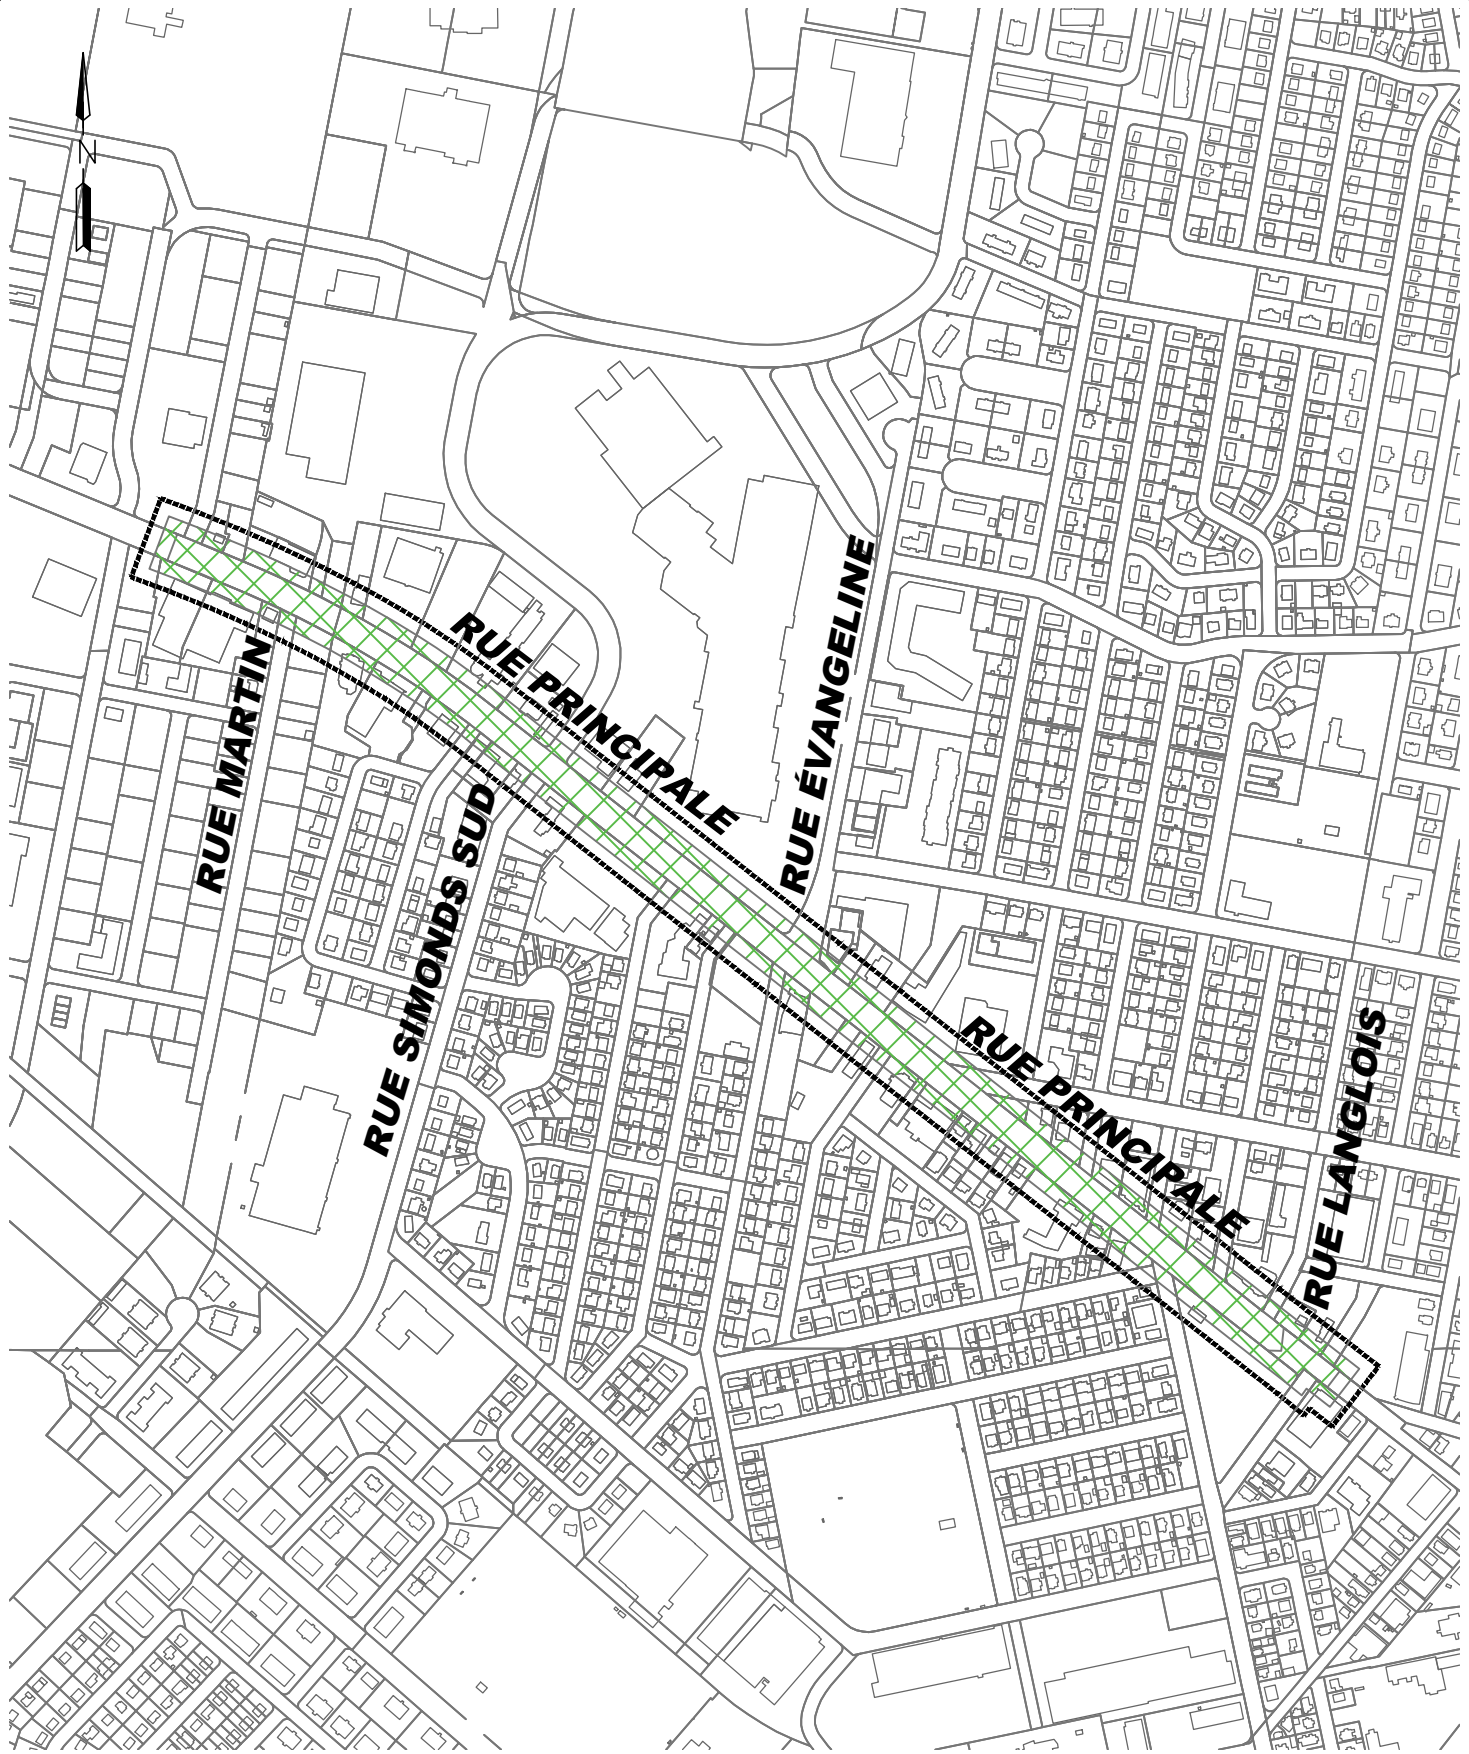 N
RUE PRINCIPALE
RUE ÉVANGELINE
RUE MARTIN
RUE SIMONDS SUD
RUE PRINCIPALE
RUE LANGLOIS